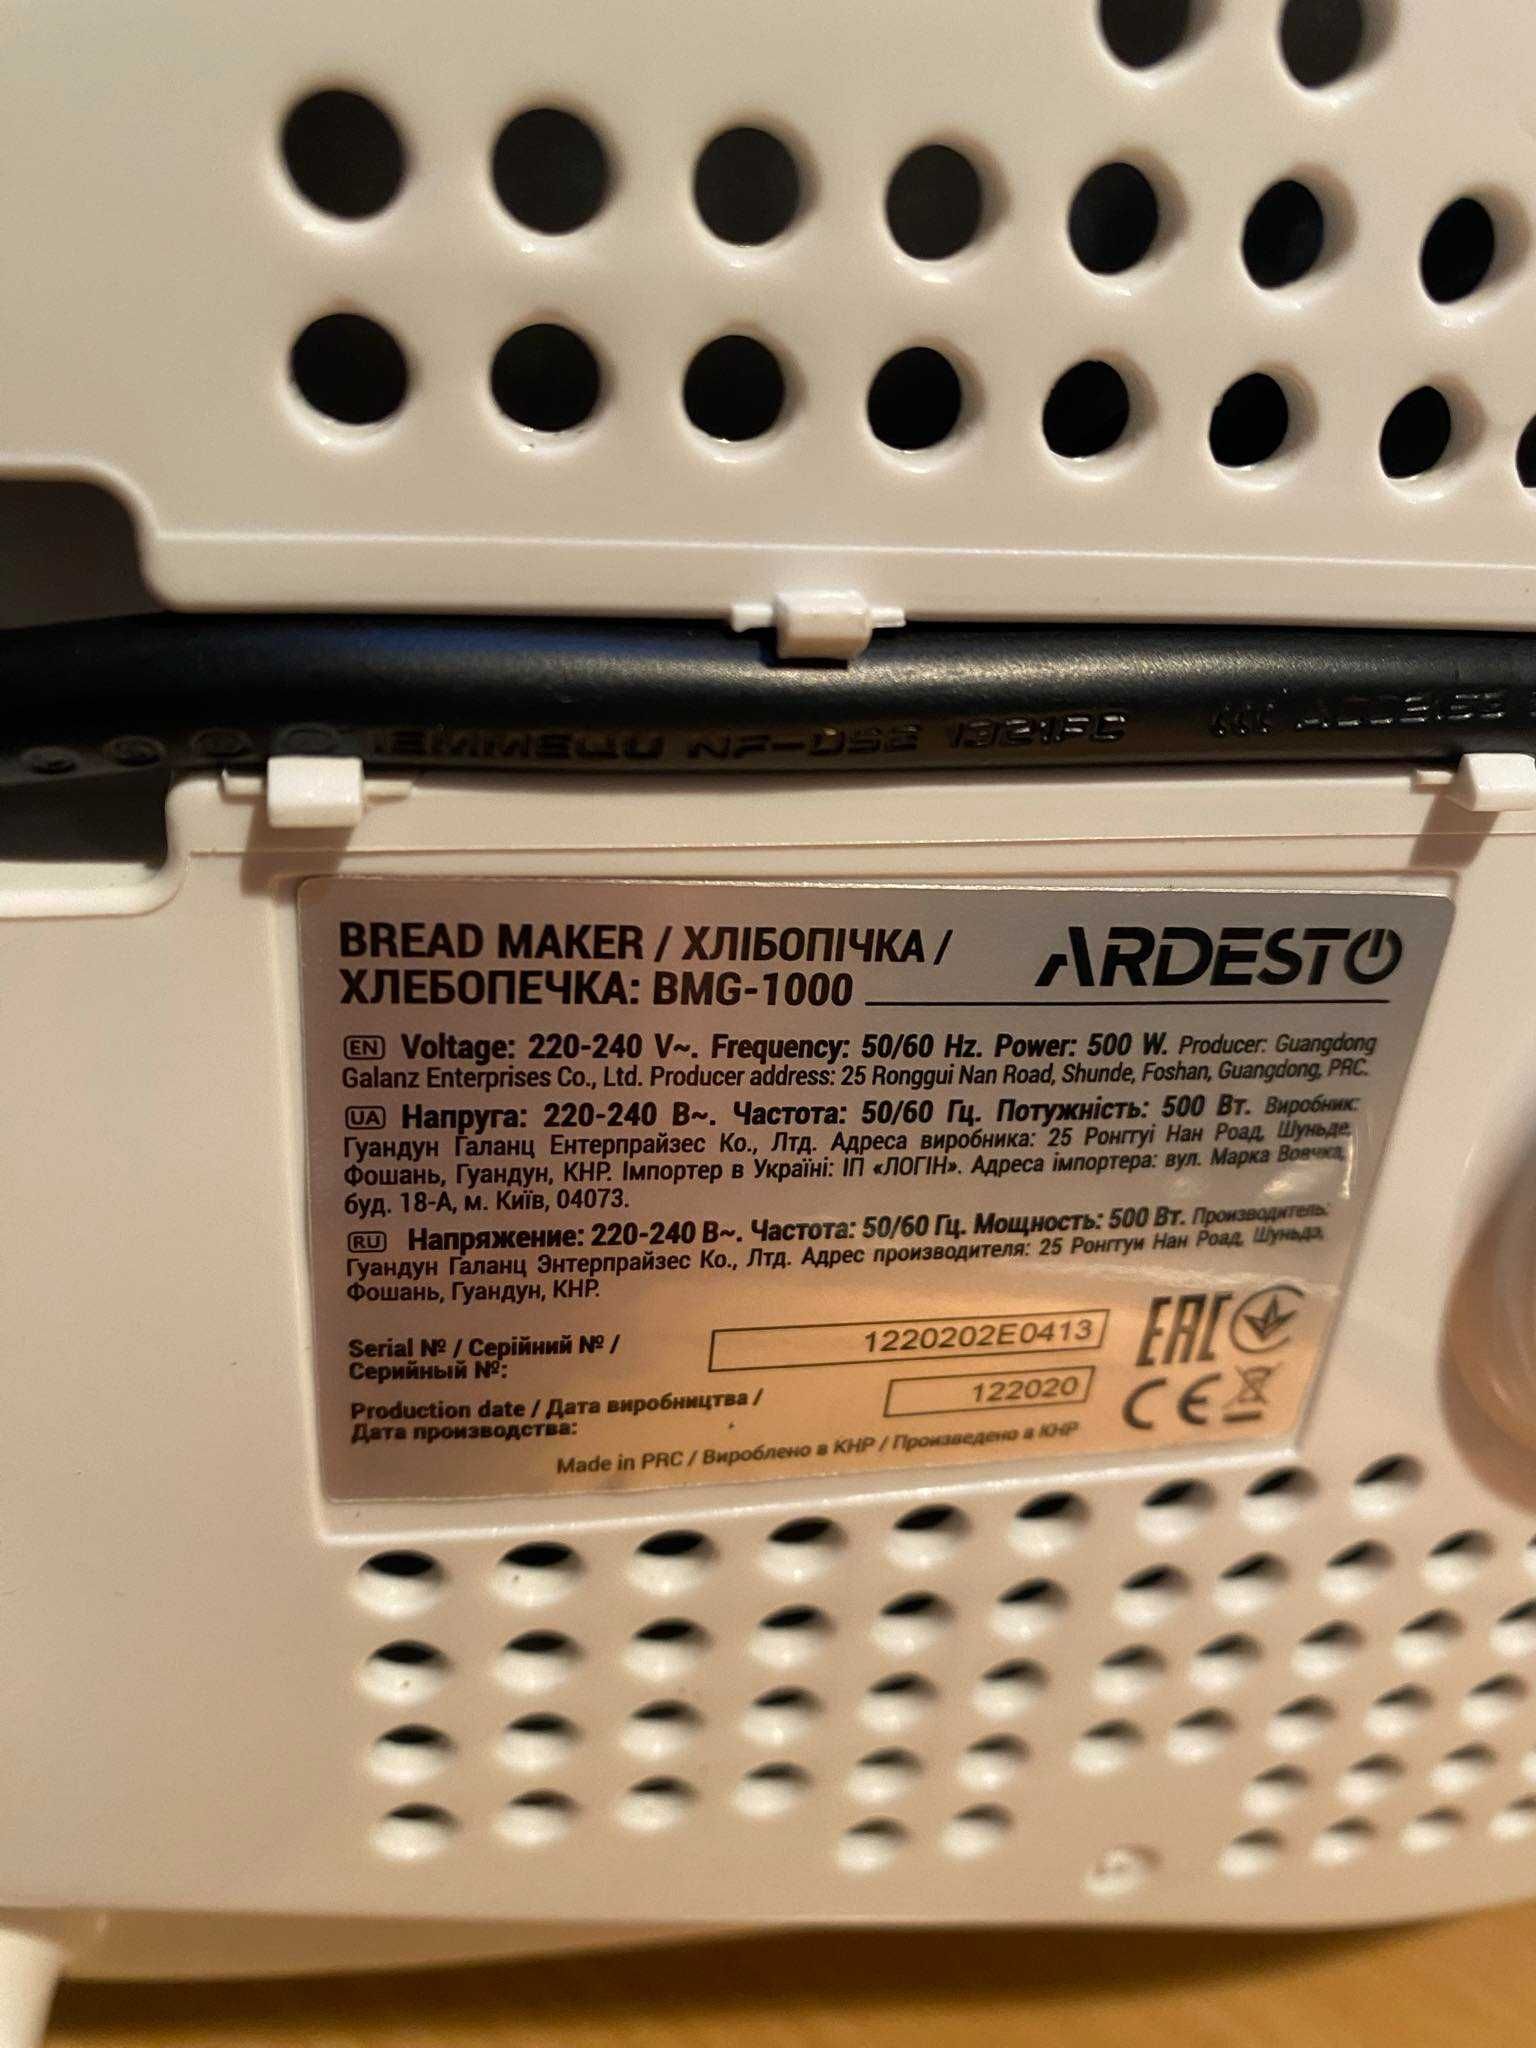 BREAD MAKER / ХЛІБОПІЧКА /
ХЛЕБОПЕЧКА: BMG-1000
ARDESTO
EN Voltage: 220-240 V~. Frequency: 50/60 Hz. Power: 500 W. Producer: Guangdong
Galanz Enterprises Co., Ltd. Producer address: 25 Ronggui Nan Road, Shunde, Foshan, Guangdong, PRC.
UA Напруга: 220-240 В~. Частота: 50/60 Гц. Потужність: 500 Вт. Виробник:
Гуандун Галанц Ентерпрайзес Ко., Лтд. Адреса виробника: 25 Ронггуі Нан Роад, Шуньде,
Фошань, Гуандун, КНР. Імпортер в Україні: ІП «ЛОГІН». Адреса імпортера: вул. Марка Вовчка,
буд. 18-А, м. Київ, 04073.
RU Напряжение: 220-240 В~. Частота: 50/60 Гц. Мощность: 500 Вт. Производитель:
Гуандун Галанц Энтерпрайзес Ко., Лтд. Адрес производителя: 25 Ронггуи Нан Роад, Шуньдэ,
Фошань, Гуандун, КНР.
Serial № / Серійний № /
Серийный №:
1220202E0413
Production date / Дата виробництва /
Дата производства:
122020
EAC
CE
Made in PRC / Вироблено в КНР / Произведено в КНР